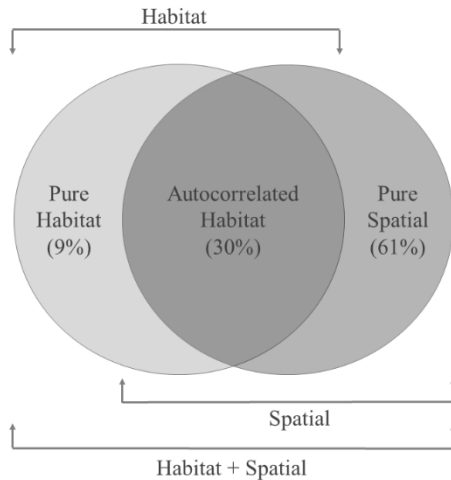 Habitat
Pure
Habitat
(9%)
Autocorrelated
Habitat
(30%)
Pure
Spatial
(61%)
Spatial
Habitat + Spatial